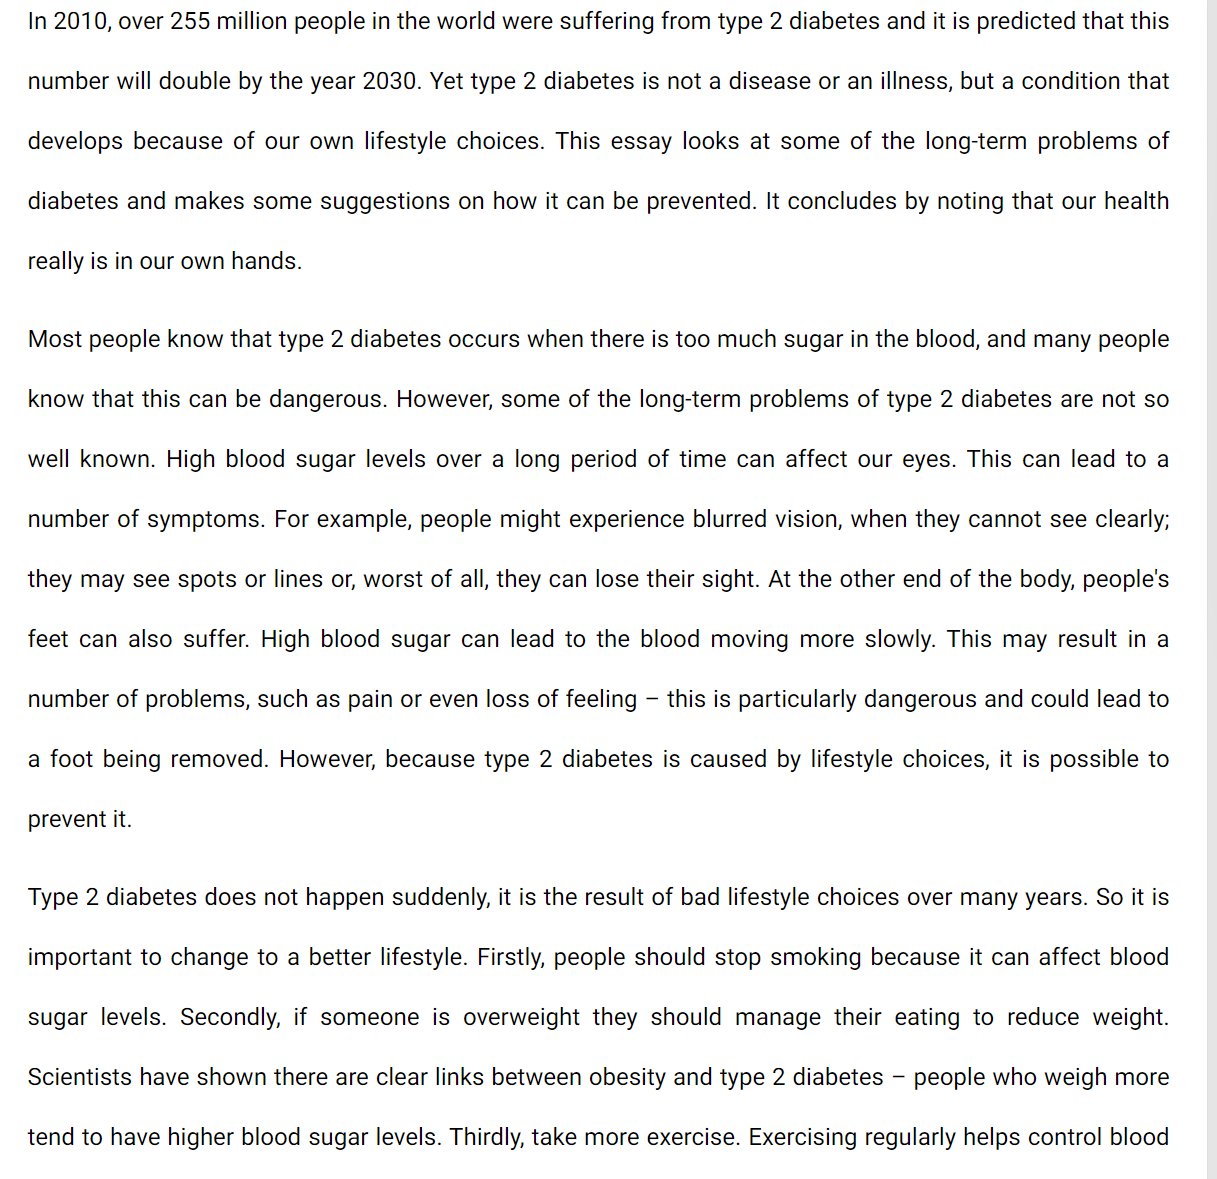 In 2010, over 255 million people in the world were suffering from type 2 diabetes and it is predicted that this
number will double by the year 2030. Yet type 2 diabetes is not a disease or an illness, but a condition that
develops because of our own lifestyle choices. This essay looks at some of the long-term problems of
diabetes and makes some suggestions on how it can be prevented. It concludes by noting that our health
really is in our own hands.
Most people know that type 2 diabetes occurs when there is too much sugar in the blood, and many people
know that this can be dangerous. However, some of the long-term problems of type 2 diabetes are not so
well known. High blood sugar levels over a long period of time can affect our eyes. This can lead to a
number of symptoms. For example, people might experience blurred vision, when they cannot see clearly;
they may see spots or lines or, worst of all, they can lose their sight. At the other end of the body, people's
feet can also suffer. High blood sugar can lead to the blood moving more slowly. This may result in a
number of problems, such as pain or even loss of feeling – this is particularly dangerous and could lead to
a foot being removed. However, because type 2 diabetes is caused by lifestyle choices, it is possible to
prevent it.
Type 2 diabetes does not happen suddenly, it is the result of bad lifestyle choices over many years. So it is
important to change to a better lifestyle. Firstly, people should stop smoking because it can affect blood
sugar levels. Secondly, if someone is overweight they should manage their eating to reduce weight.
Scientists have shown there are clear links between obesity and type 2 diabetes – people who weigh more
tend to have higher blood sugar levels. Thirdly, take more exercise. Exercising regularly helps control blood